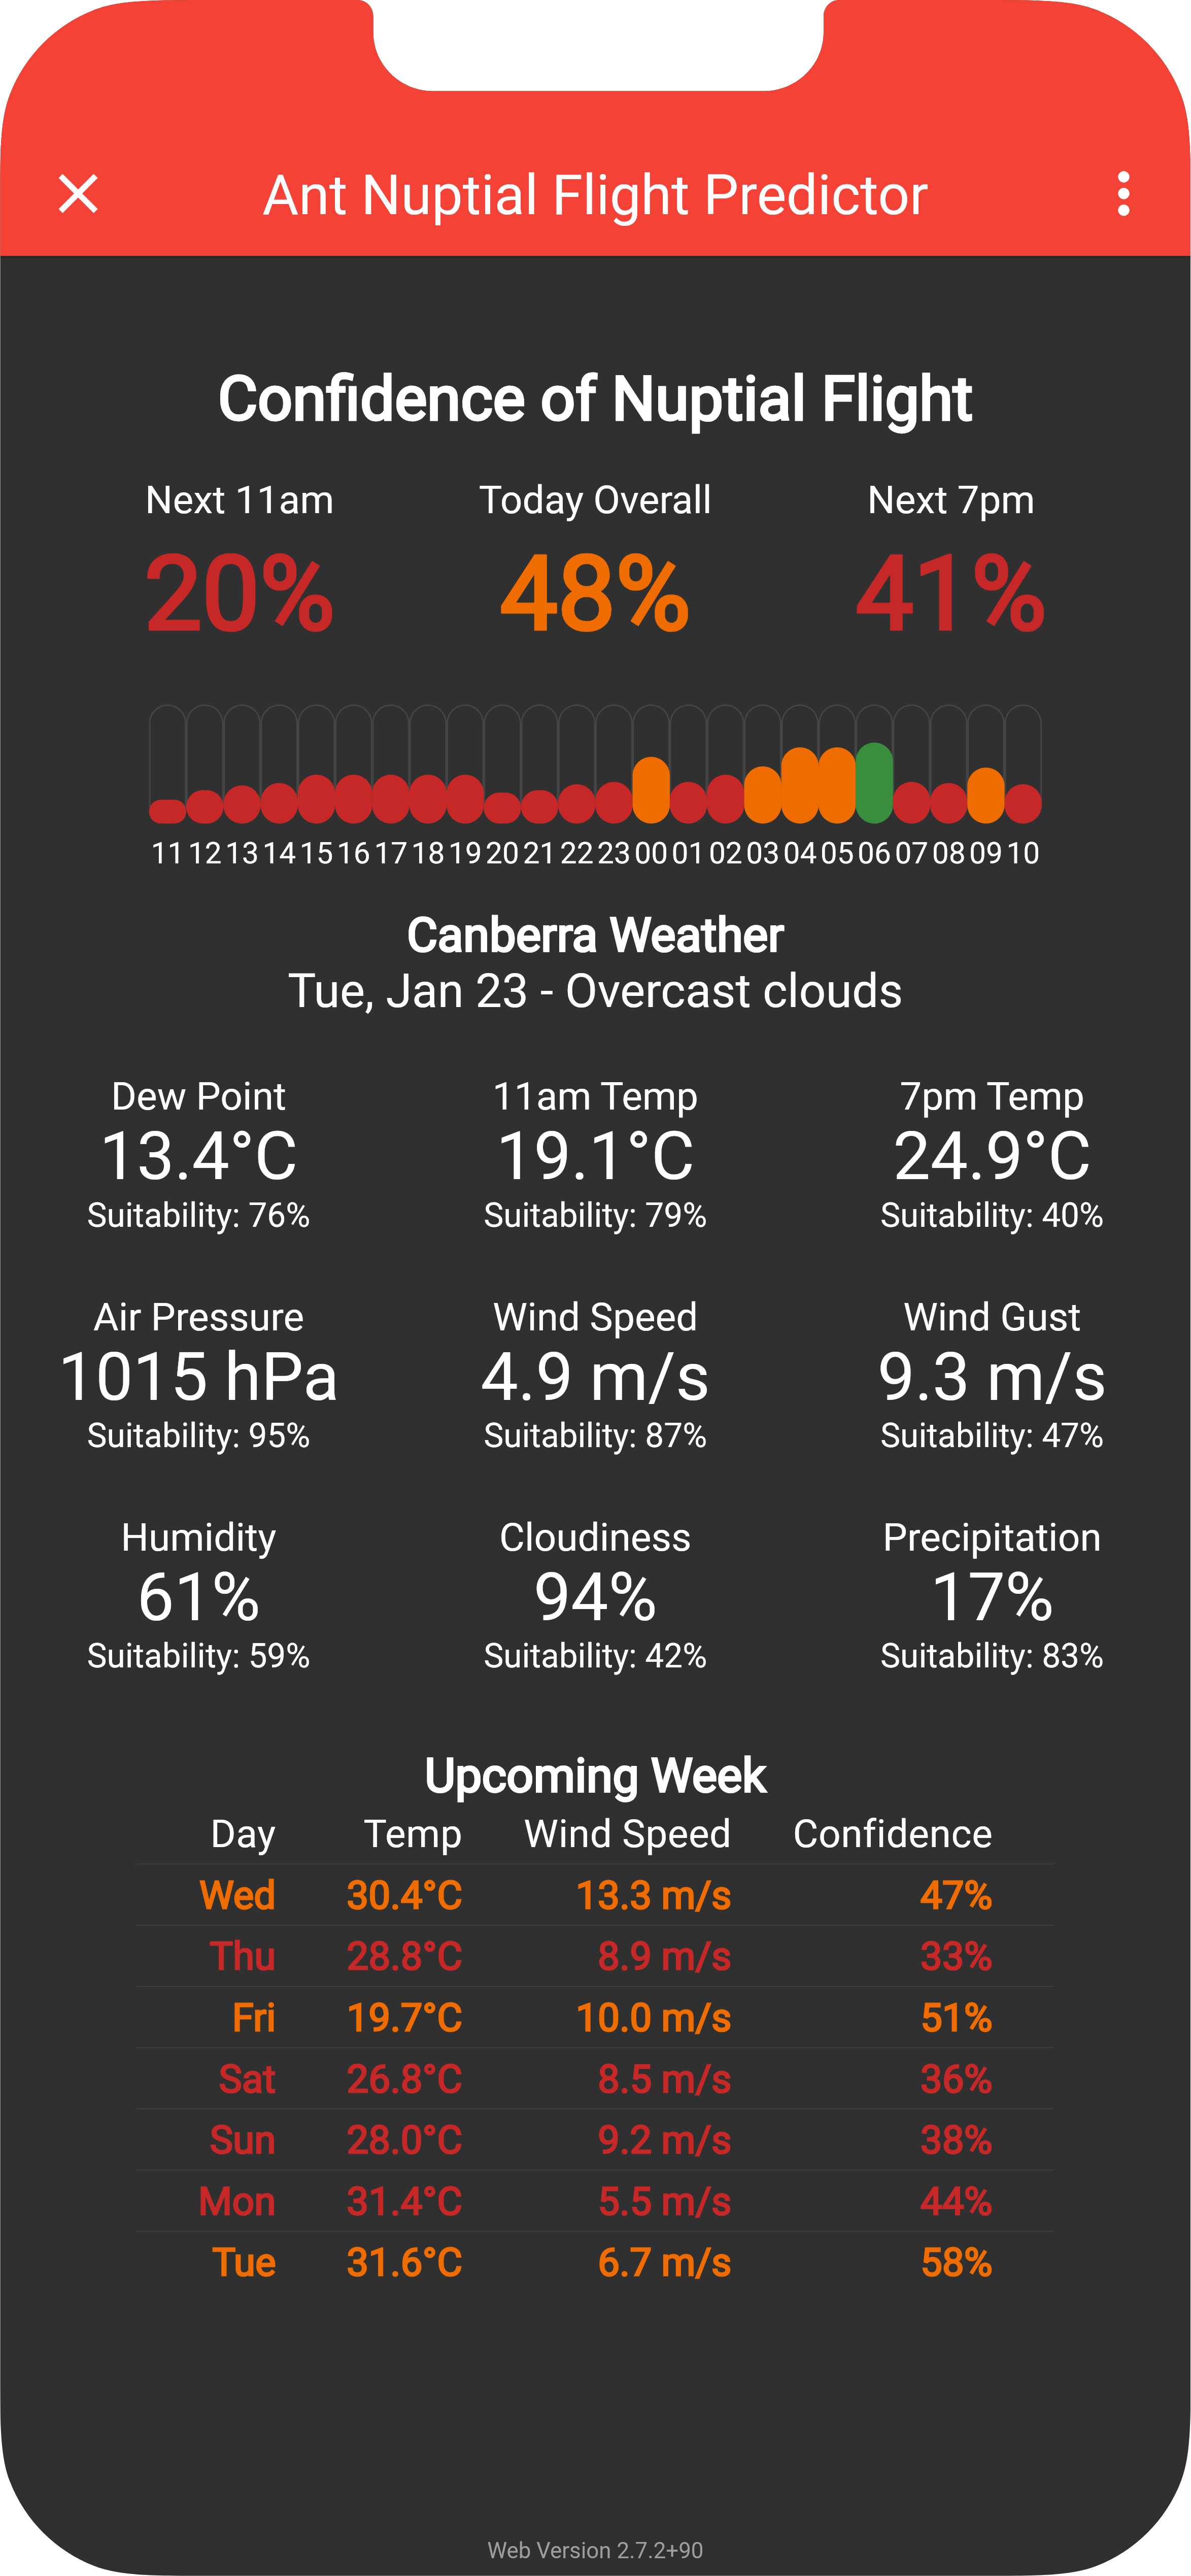 Ant Nuptial Flight Predictor
Confidence of Nuptial Flight
Next 11am Today Overall Next 7pm
20% 48% 41%
11 12 13 14 15 16 17 18 19 20 21 22 23 00 01 02 03 04 05 06 07 08 09 10
Canberra Weather
Tue, Jan 23 - Overcast clouds
Dew Point 11am Temp 7pm Temp
13.4°C 19.1°C 24.9°C
Suitability: 76% Suitability: 79% Suitability: 40%
Air Pressure Wind Speed Wind Gust
1015 hPa 4.9 m/s 9.3 m/s
Suitability: 95% Suitability: 87% Suitability: 47%
Humidity Cloudiness Precipitation
61% 94% 17%
Suitability: 59% Suitability: 42% Suitability: 83%
Upcoming Week
Day Temp Wind Speed Confidence
Wed 30.4°C 13.3 m/s 47%
Thu 28.8°C 8.9 m/s 33%
Fri 19.7°C 10.0 m/s 51%
Sat 26.8°C 8.5 m/s 36%
Sun 28.0°C 9.2 m/s 38%
Mon 31.4°C 5.5 m/s 44%
Tue 31.6°C 6.7 m/s 58%
Web Version 2.7.2+90